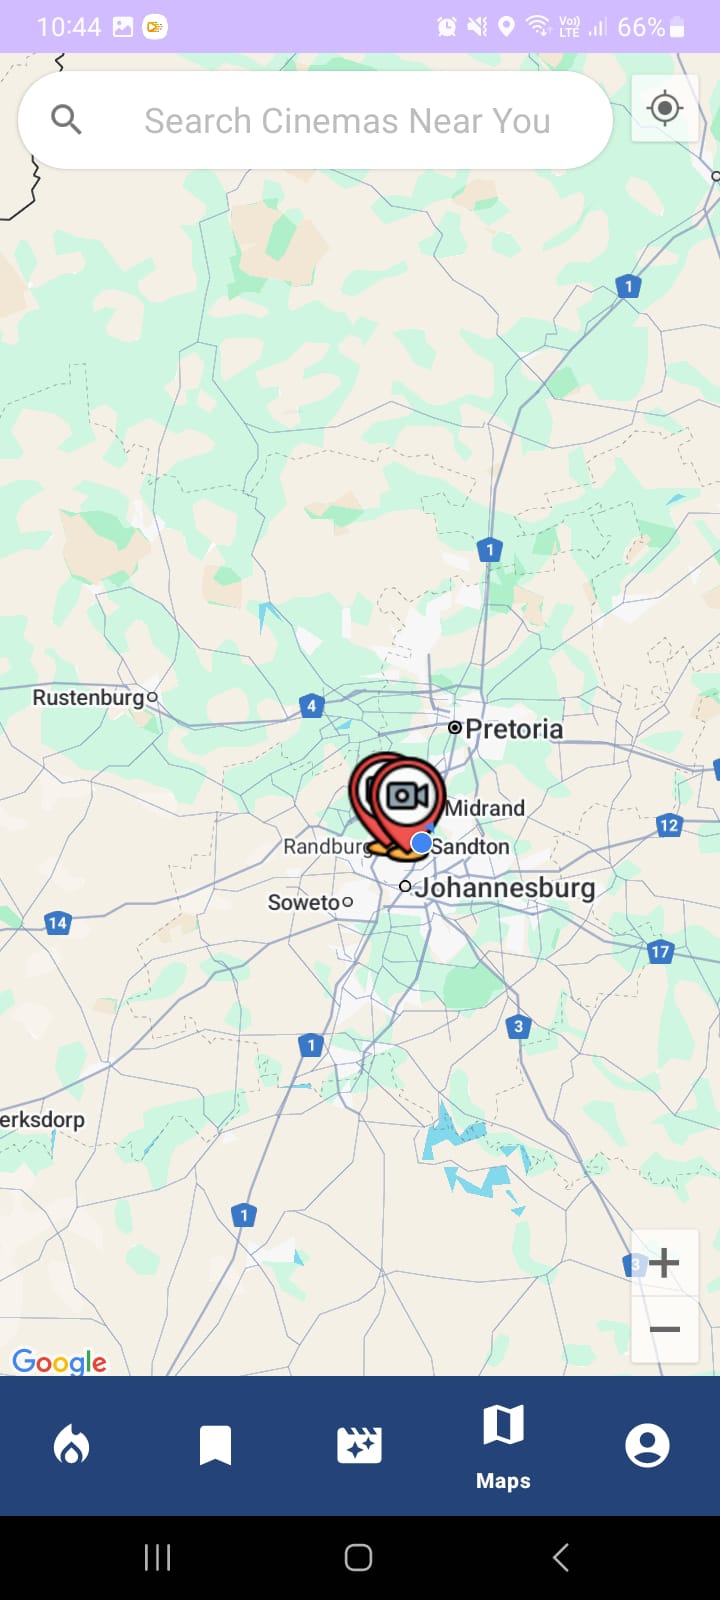 10:44
Vo))
LTE
66%
Search Cinemas Near You
1
1
Rustenburg
4
Pretoria
Midrand
12
Randburg
Sandton
Johannesburg
Soweto
14
17
3
1
erksdorp
1
3
Google
Maps